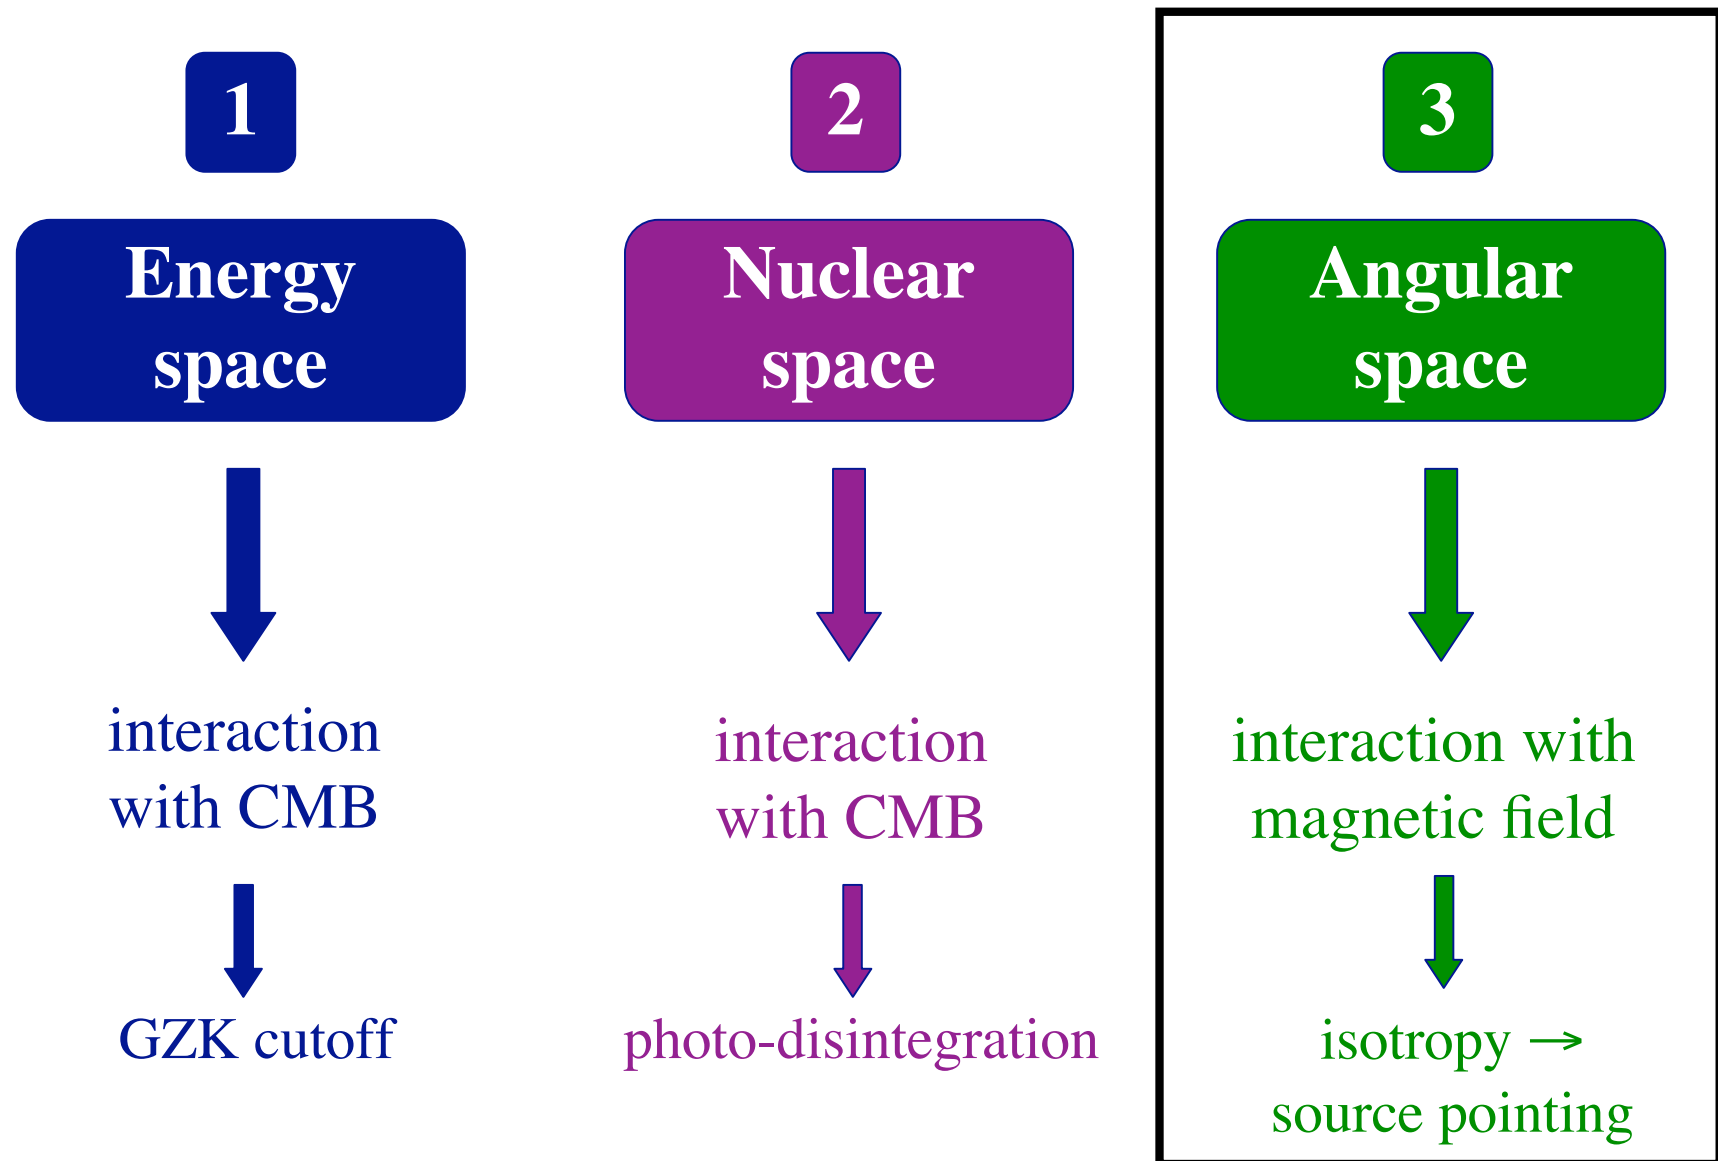 1
Energy
space
interaction
with CMB
GZK cutoff
2
Nuclear
space
interaction
with CMB
photo-disintegration
3
Angular
space
interaction with
magnetic field
isotropy →
source pointing